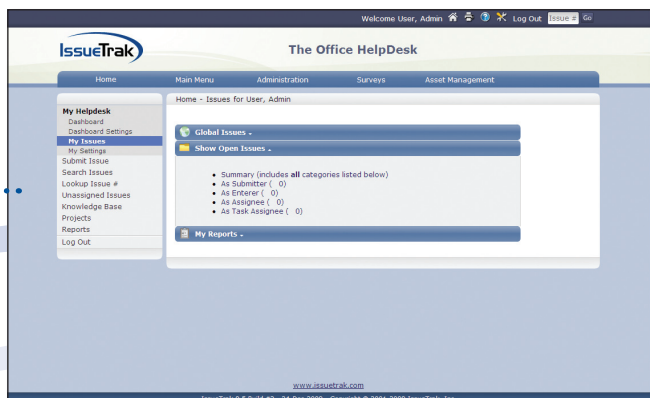 Welcome User, Admin Log Out Issue # Go
IssueTrak
The Office HelpDesk
Home Main Menu Administration Surveys Asset Management
Home - Issues for User, Admin
My Helpdesk
Dashboard
Dashboard Settings
My Issues
My Settings
Submit Issue
Search Issues
Lookup Issue #
Unassigned Issues
Knowledge Base
Projects
Reports
Log Out
Global Issues
Show Open Issues
Summary (includes all categories listed below)
As Submitter ( 0)
As Enterer ( 0)
As Assignee ( 0)
As Task Assignee ( 0)
My Reports
www.issuetrak.com